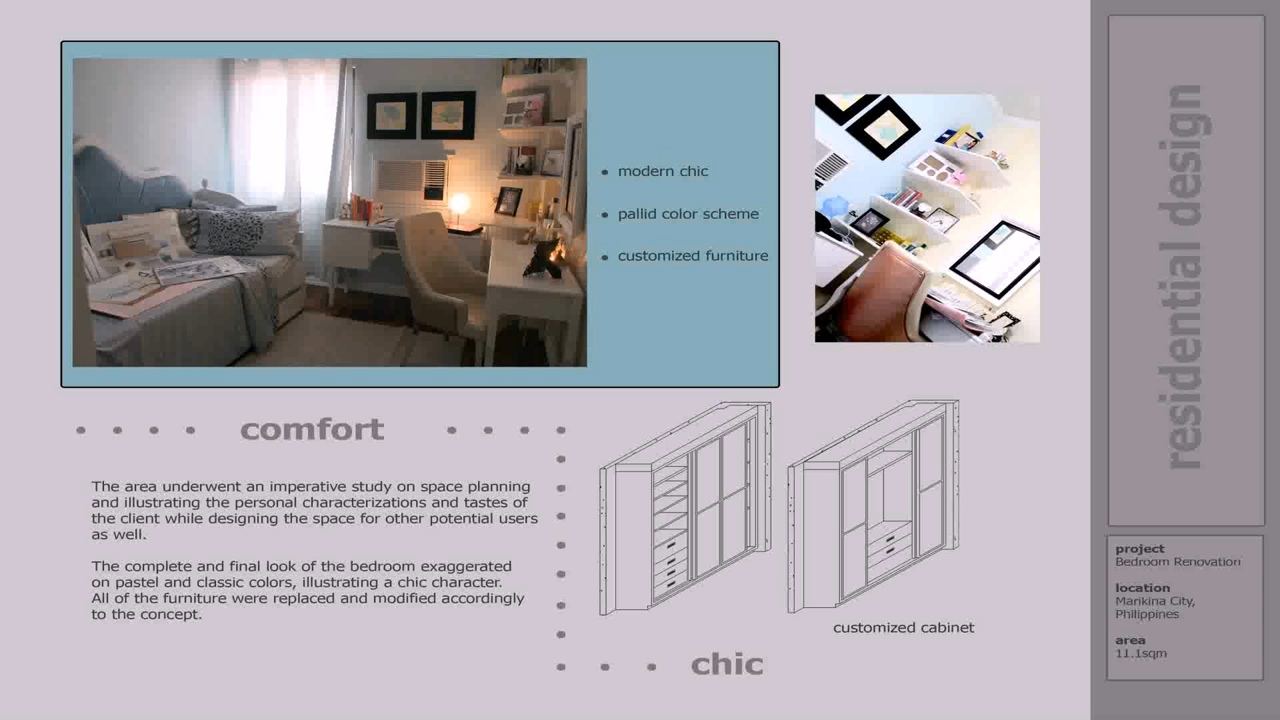 modern chic
pallid color scheme
customized furniture
comfort
The area underwent an imperative study on space planning
and illustrating the personal characterizations and tastes of
the client while designing the space for other potential users
as well.
The complete and final look of the bedroom exaggerated
on pastel and classic colors, illustrating a chic character.
All of the furniture were replaced and modified accordingly
to the concept.
customized cabinet
chic
residential design
project
Bedroom Renovation
location
Marikina City,
Philippines
area
11.1sqm